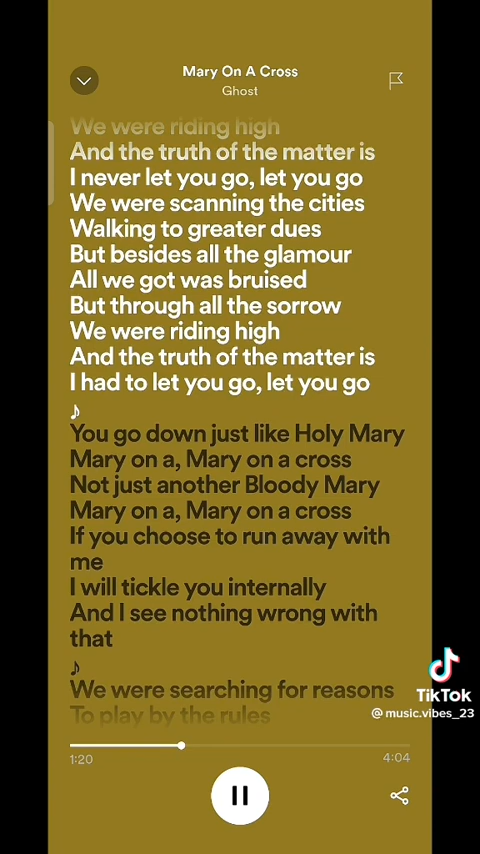 Mary On A Cross
Ghost
We were riding high
And the truth of the matter is
I never let you go, let you go
We were scanning the cities
Walking to greater dues
But besides all the glamour
All we got was bruised
But through all the sorrow
We were riding high
And the truth of the matter is
I had to let you go, let you go
♪
You go down just like Holy Mary
Mary on a, Mary on a cross
Not just another Bloody Mary
Mary on a, Mary on a cross
If you choose to run away with
me
I will tickle you internally
And I see nothing wrong with
that
♪
We were searching for reasons
To play by the rules
TikTok
@music.vibes_23
1:20
4:04